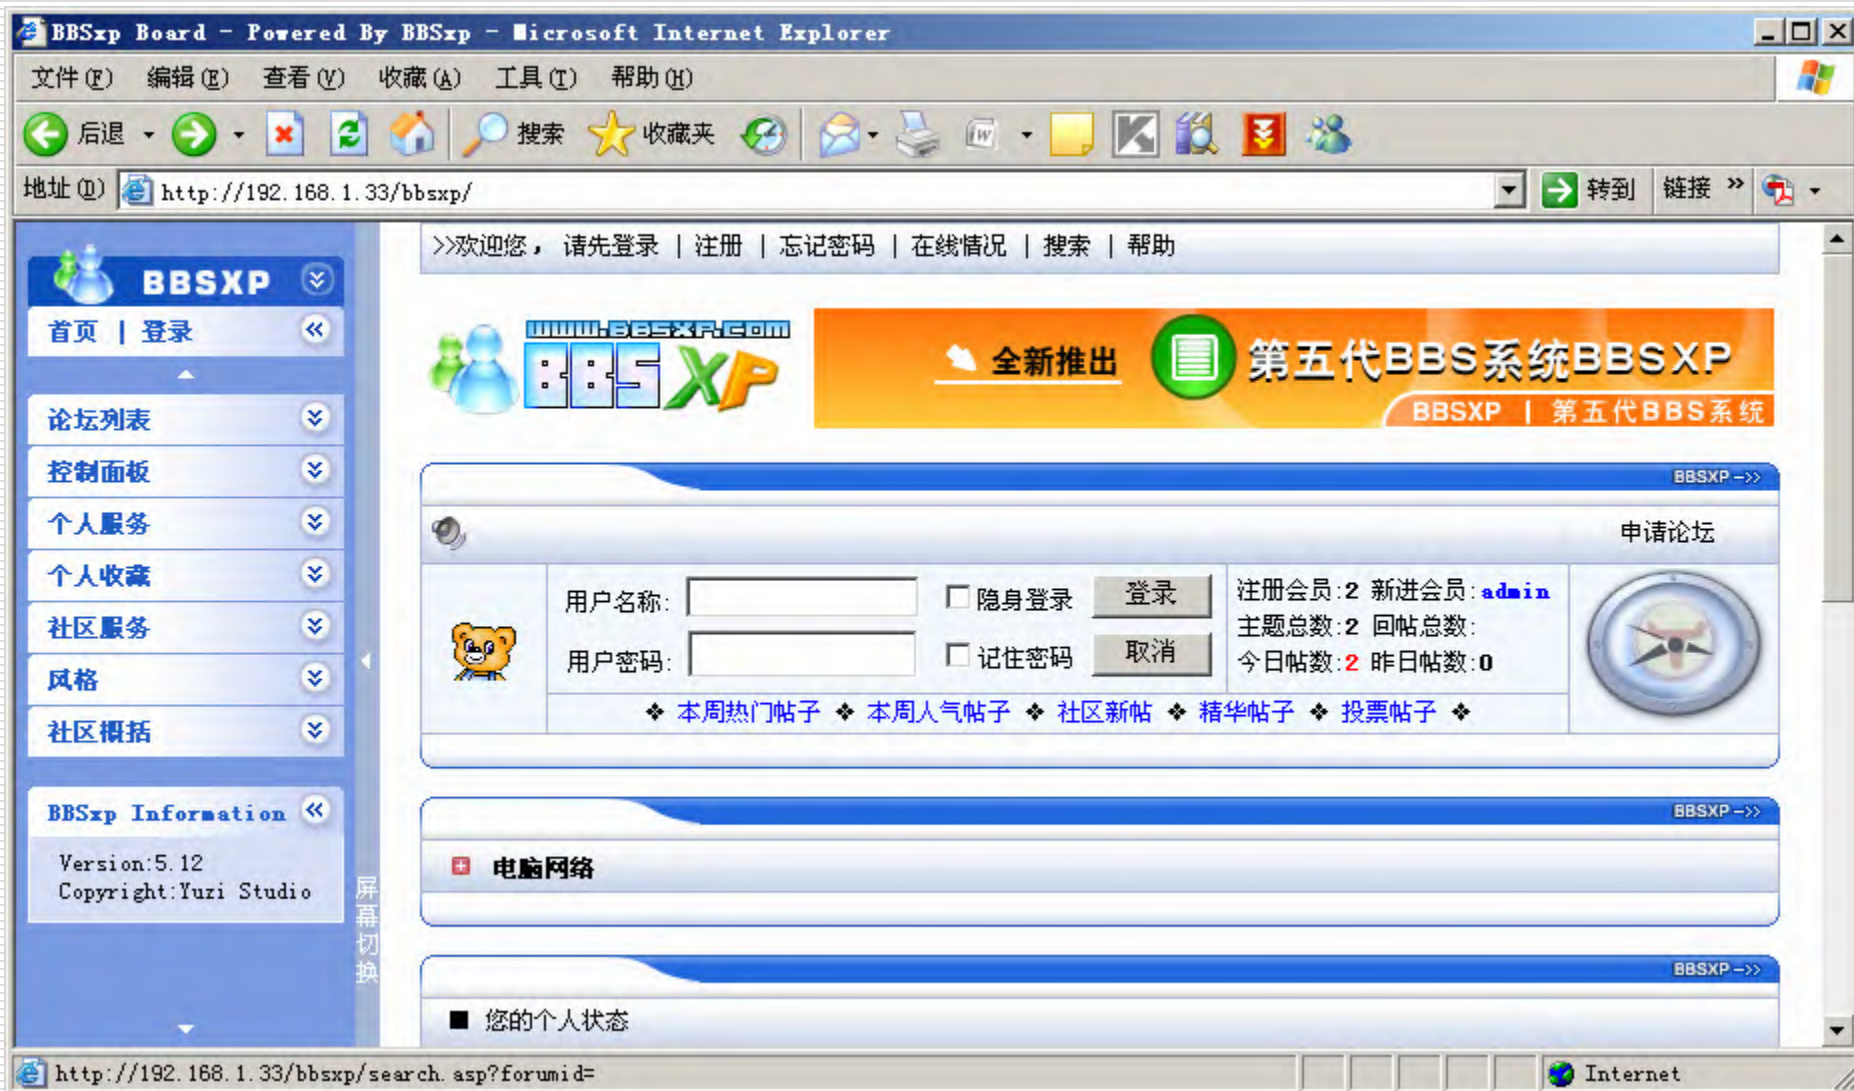 BBSxp Board - Powered By BBSxp - Microsoft Internet Explorer
文件(F) 编辑(E) 查看(V) 收藏(A) 工具(T) 帮助(H)
后退 搜索 收藏夹
地址(D) http://192.168.1.33/bbsxp/ 转到 链接 »
BBSXP
首页 | 登录
论坛列表
控制面板
个人服务
个人收藏
社区服务
风格
社区概括
BBSxp Information
Version:5.12
Copyright:Yuzi Studio
屏幕切换
>>欢迎您， 请先登录 | 注册 | 忘记密码 | 在线情况 | 搜索 | 帮助
www.BBSXP.com
BBS XP
全新推出 第五代BBS系统BBSXP
BBSXP | 第五代BBS系统
BBSXP ->>
申请论坛
用户名称: 隐身登录 登录
用户密码: 记住密码 取消
注册会员:2 新进会员:admin
主题总数:2 回帖总数:
今日帖数:2 昨日帖数:0
❖ 本周热门帖子 ❖ 本周人气帖子 ❖ 社区新帖 ❖ 精华帖子 ❖ 投票帖子 ❖
BBSXP ->>
电脑网络
BBSXP ->>
■ 您的个人状态
http://192.168.1.33/bbsxp/search.asp?forumid= Internet